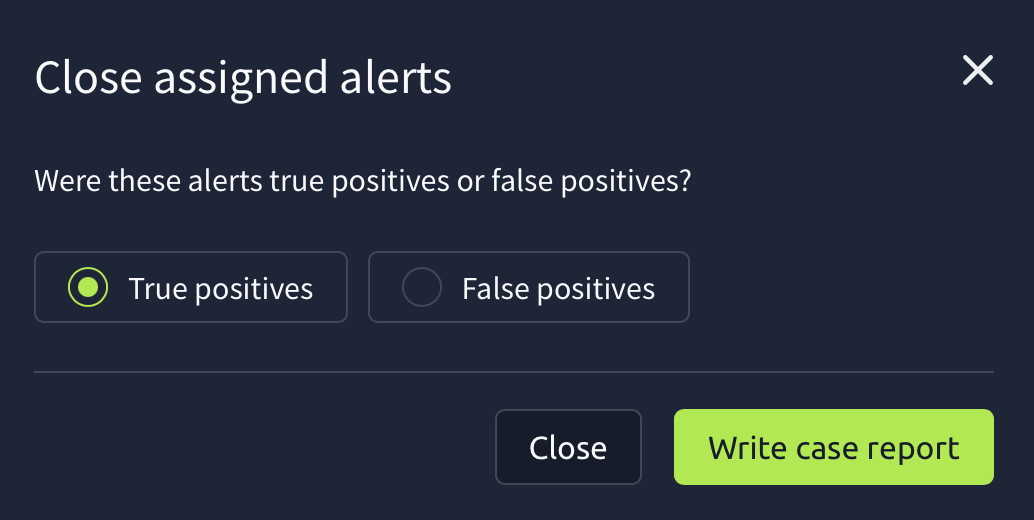 Close assigned alerts
Were these alerts true positives or false positives?
True positives
False positives
Close
Write case report